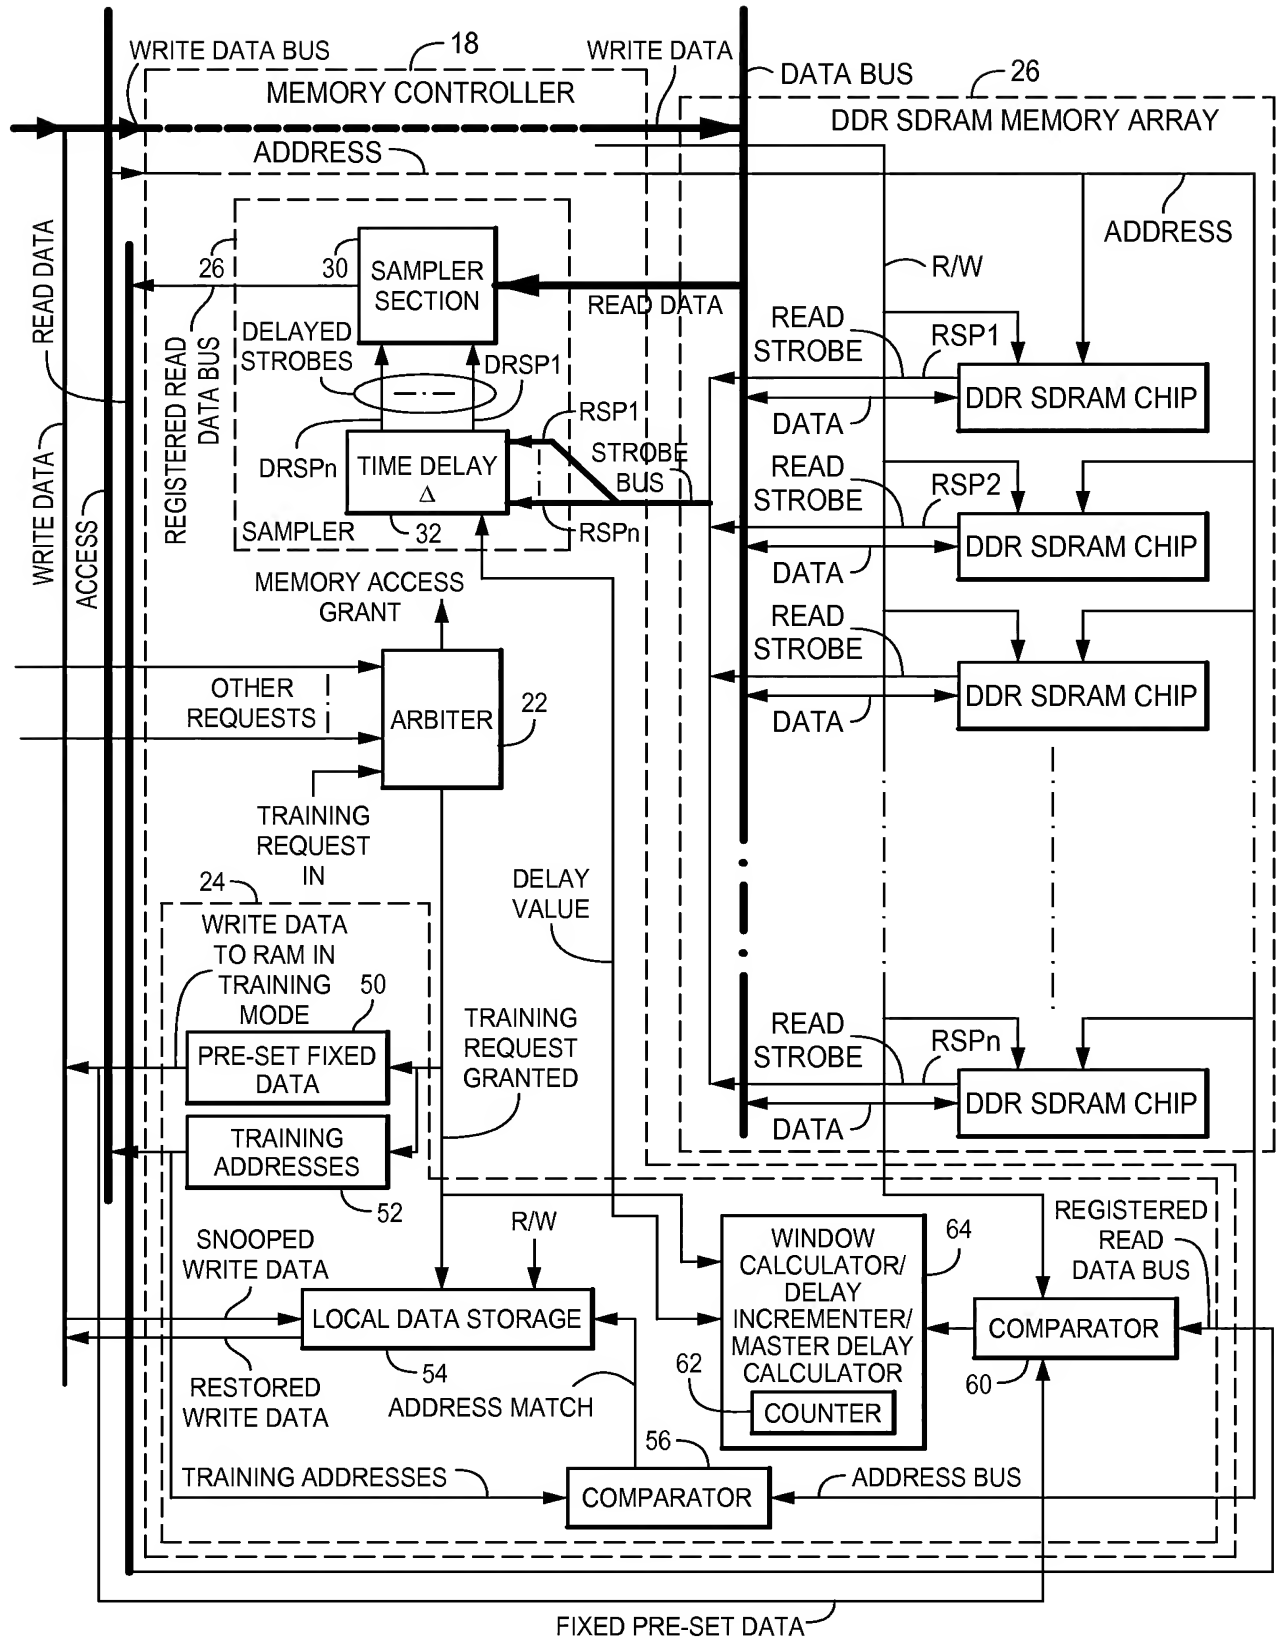 WRITE DATA BUS
18
WRITE DATA
DATA BUS
26
MEMORY CONTROLLER
DDR SDRAM MEMORY ARRAY
ADDRESS
ADDRESS
READ DATA
26
30
SAMPLER
SECTION
READ DATA
R/W
READ
STROBE
RSP1
DDR SDRAM CHIP
DATA
DELAYED
STROBES
DRSP1
REGISTERED READ
DATA BUS
RSP1
STROBE
BUS
DRSPn
TIME DELAY
Δ
RSPn
SAMPLER
32
READ
STROBE
RSP2
DDR SDRAM CHIP
DATA
WRITE DATA
ACCESS
MEMORY ACCESS
GRANT
READ
STROBE
DDR SDRAM CHIP
DATA
OTHER
REQUESTS
ARBITER
22
TRAINING
REQUEST
IN
DELAY
VALUE
24
WRITE DATA
TO RAM IN
TRAINING
MODE
50
PRE-SET FIXED
DATA
TRAINING
REQUEST
GRANTED
READ
STROBE
RSPn
DDR SDRAM CHIP
DATA
TRAINING
ADDRESSES
52
R/W
SNOOPED
WRITE DATA
LOCAL DATA STORAGE
54
RESTORED
WRITE DATA
ADDRESS MATCH
WINDOW
CALCULATOR/
DELAY
INCREMENTER/
MASTER DELAY
CALCULATOR
64
62
COUNTER
REGISTERED
READ
DATA BUS
COMPARATOR
60
56
TRAINING ADDRESSES
COMPARATOR
ADDRESS BUS
FIXED PRE-SET DATA